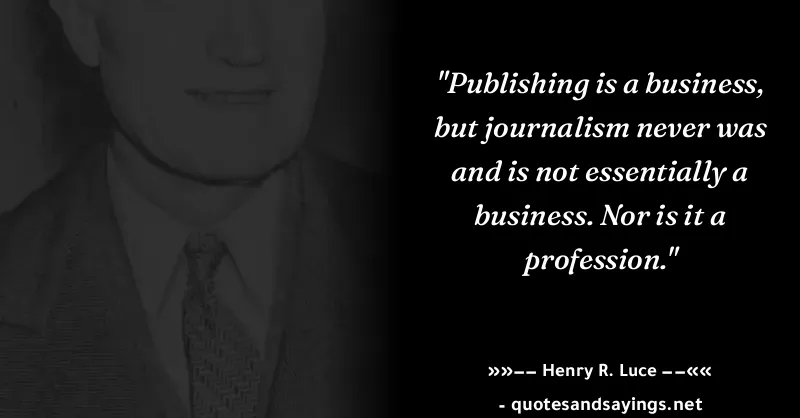 "Publishing is a business,
but journalism never was
and is not essentially a
business. Nor is it a
profession."
»»–– Henry R. Luce ––««
- quotesandsayings.net